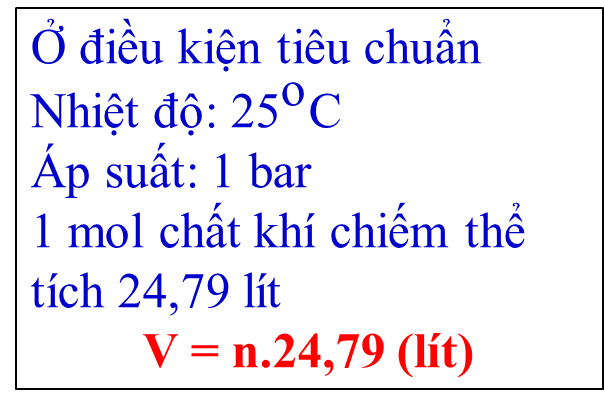 Ở điều kiện tiêu chuẩn
Nhiệt độ: 25ᴼC
Áp suất: 1 bar
1 mol chất khí chiếm thể
tích 24,79 lít
V = n.24,79 (lít)